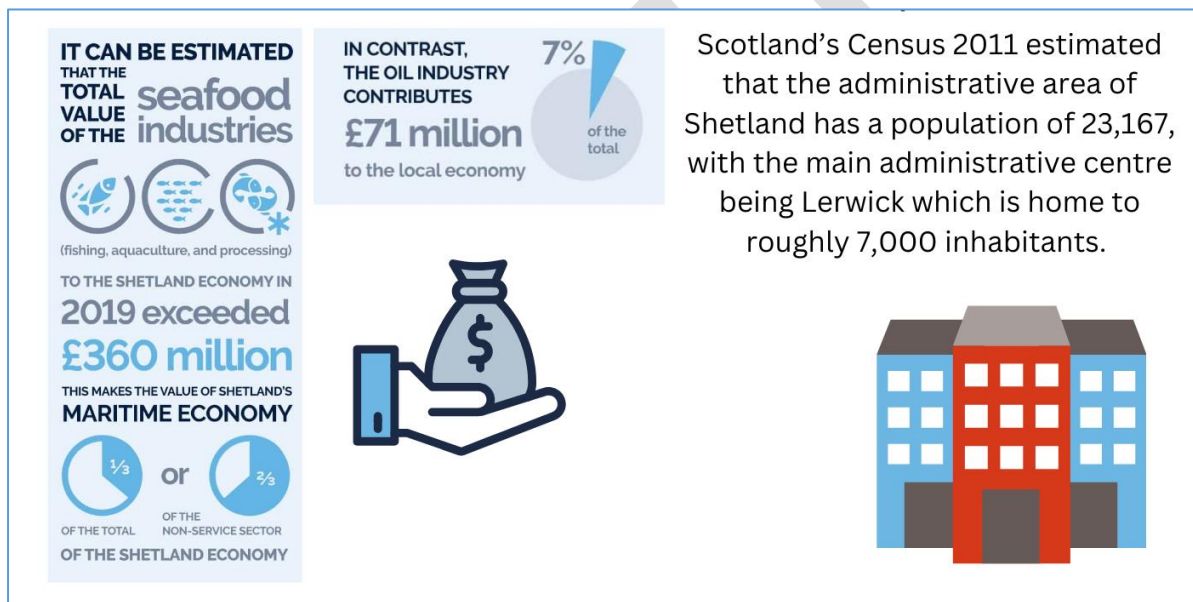 IT CAN BE ESTIMATED
THAT THE
TOTAL
VALUE
OF THE
seafood
industries
(fishing, aquaculture, and processing)
TO THE SHETLAND ECONOMY IN
2019 exceeded
£360 million
THIS MAKES THE VALUE OF SHETLAND'S
MARITIME ECONOMY
⅓
or
⅔
OF THE TOTAL
OF THE
NON-SERVICE SECTOR
OF THE SHETLAND ECONOMY
IN CONTRAST,
THE OIL INDUSTRY
CONTRIBUTES
£71 million
to the local economy
7%
of the
total
$
Scotland's Census 2011 estimated
that the administrative area of
Shetland has a population of 23,167,
with the main administrative centre
being Lerwick which is home to
roughly 7,000 inhabitants.